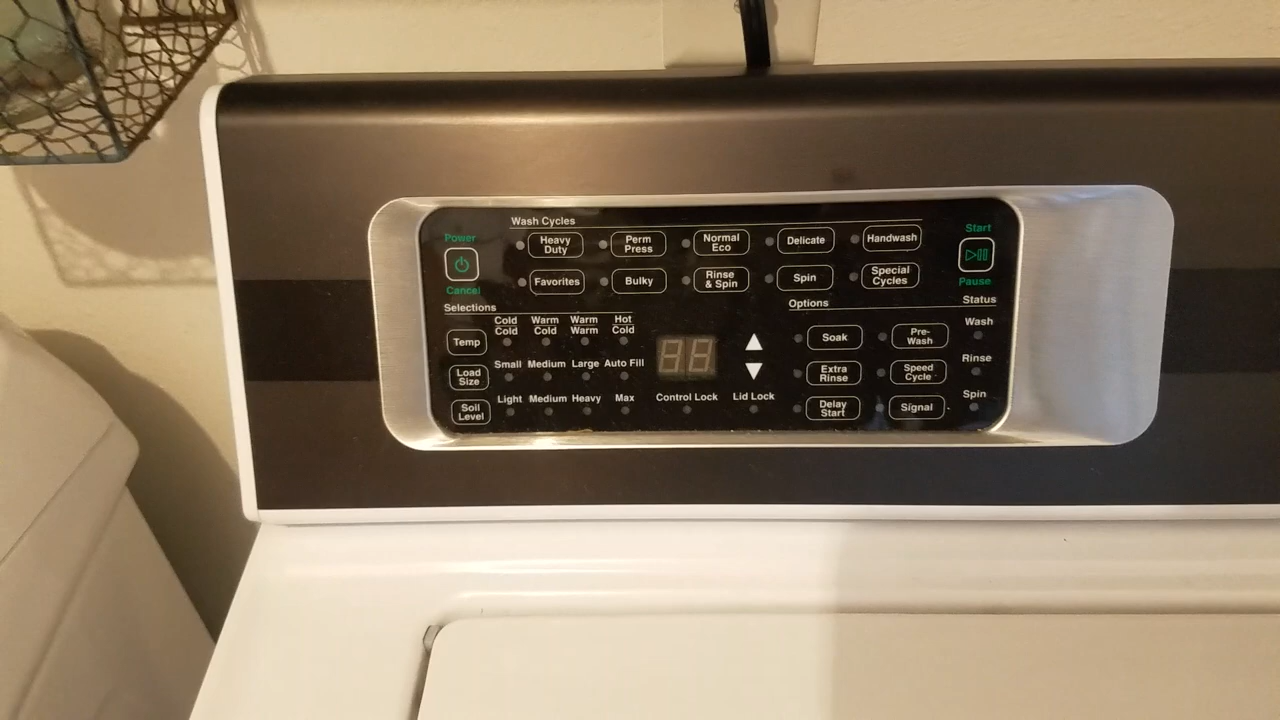 Wash Cycles
Power
Cancel
Heavy
Duty
Perm
Press
Normal
Eco
Delicate
Handwash
Start
Pause
Favorites
Bulky
Rinse
& Spin
Spin
Special
Cycles
Selections
Options
Status
Temp
Cold
Cold
Warm
Cold
Warm
Warm
Hot
Cold
Load
Size
Small
Medium
Large
Auto Fill
Soil
Level
Light
Medium
Heavy
Max
88
Control Lock
Lid Lock
Soak
Pre-
Wash
Extra
Rinse
Speed
Cycle
Delay
Start
Signal
Wash
Rinse
Spin